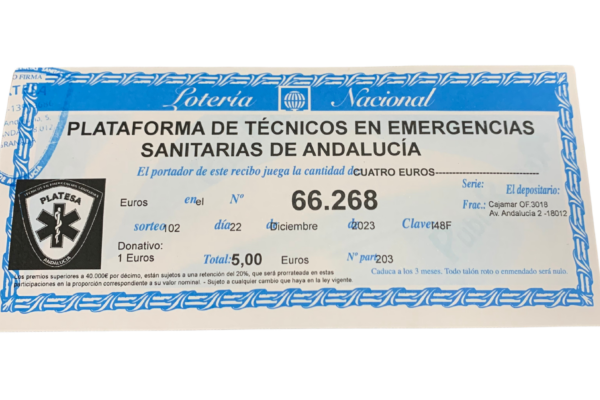 O FIRMA
Lotería Nacional
PLATAFORMA DE TÉCNICOS EN EMERGENCIAS
SANITARIAS DE ANDALUCÍA
El portador de este recibo juega la cantidad de CUATRO EUROS
Serie:
El depositario:
Euros en el Nº 66.268
Frac.: Cajamar OF.3018
Av. Andalucia 2 -18012
PLATESA
ANDALUCÍA
sorteo 102 día 22 de Diciembre de 2023 Clave 148F
Donativo:
1 Euros
Total: 5,00 Euros Nº part 203
Caduca a los 3 meses. Todo talón roto o enmendado será nulo.
Los premios superiores a 40.000€ por décimo, están sujetos a una retención del 20%, que será prorrateada en estas
participaciones en la proporción correspondiente a su valor nominal. - Sujeto a cualquier cambio que haya en la ley vigente.